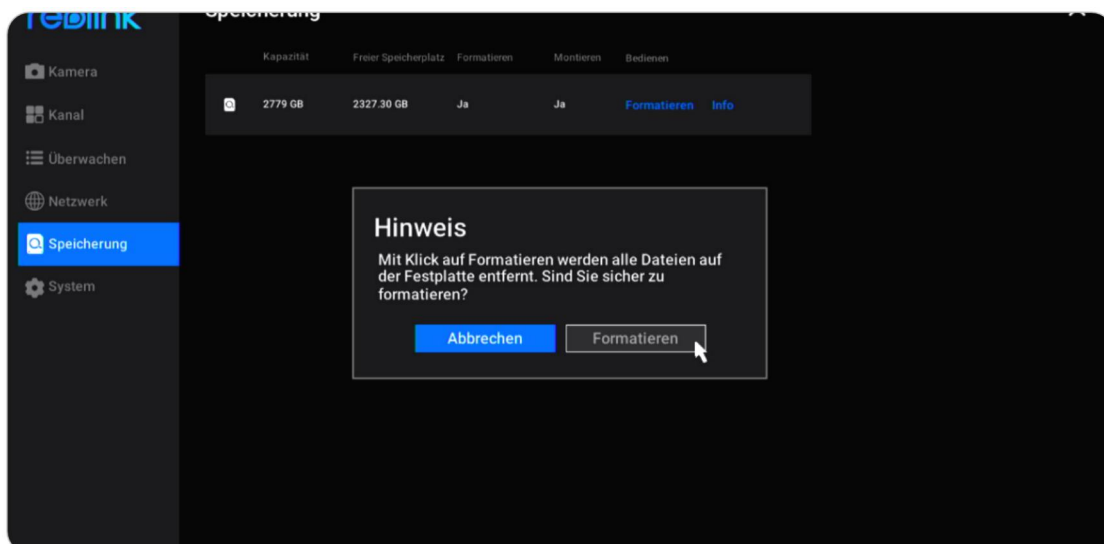 reolink
Speicherung
Kapazität Freier Speicherplatz Formatieren Montieren Bedienen
Kamera
2779 GB 2327.30 GB Ja Ja Formatieren Info
Kanal
Überwachen
Netzwerk
Speicherung
System
Hinweis
Mit Klick auf Formatieren werden alle Dateien auf
der Festplatte entfernt. Sind Sie sicher zu
formatieren?
Abbrechen Formatieren